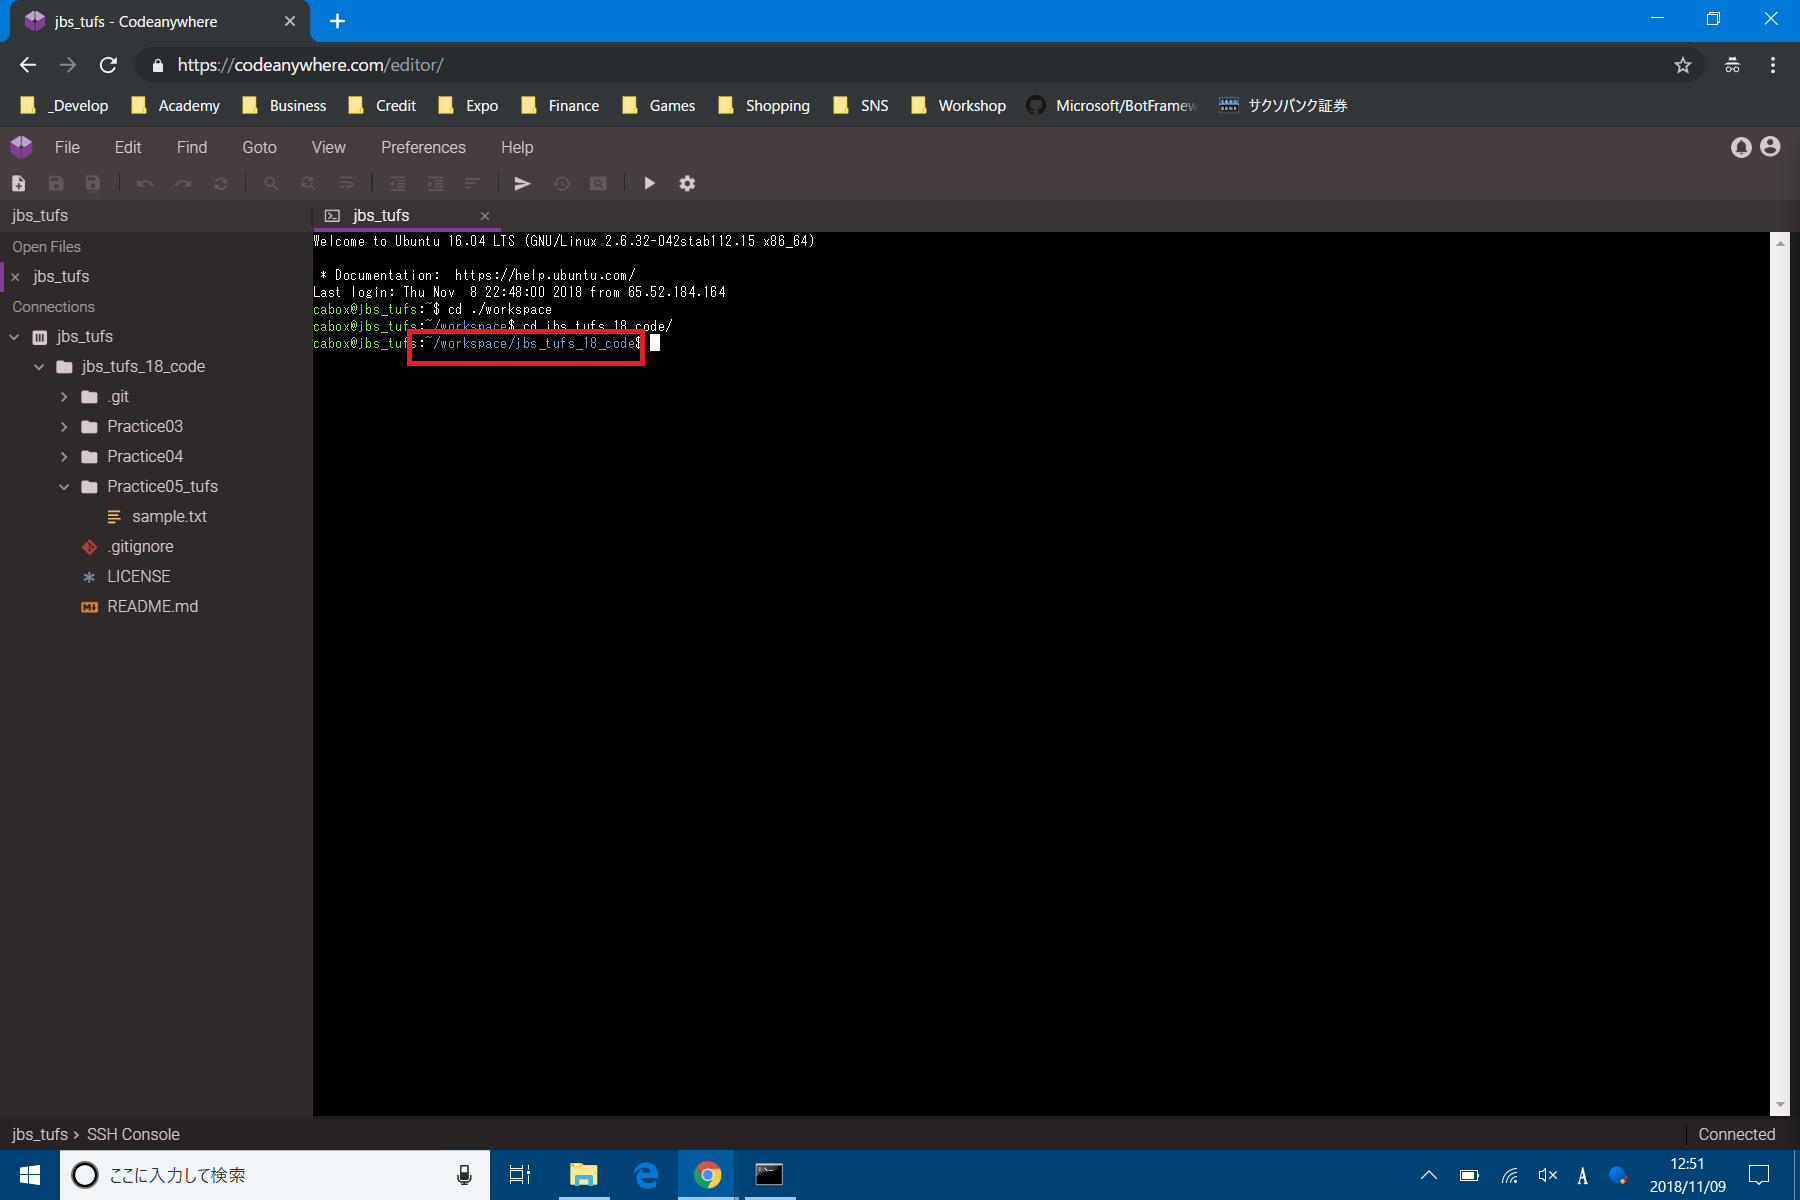 jbs_tufs - Codeanywhere
https://codeanywhere.com/editor/
_Develop Academy Business Credit Expo Finance Games Shopping SNS Workshop Microsoft/BotFramew サクソバンク証券
File Edit Find Goto View Preferences Help
jbs_tufs
jbs_tufs
Open Files
jbs_tufs
Connections
jbs_tufs
jbs_tufs_18_code
.git
Practice03
Practice04
Practice05_tufs
sample.txt
.gitignore
LICENSE
README.md
Welcome to Ubuntu 16.04 LTS (GNU/Linux 2.6.32-042stab112.15 x86_64)
* Documentation:  https://help.ubuntu.com/
Last login: Thu Nov  8 22:48:00 2018 from 65.52.184.164
cabox@jbs_tufs:~$ cd ./workspace
cabox@jbs_tufs:~/workspace$ cd jbs_tufs_18_code/
cabox@jbs_tufs:~/workspace/jbs_tufs_18_code$
jbs_tufs › SSH Console
Connected
ここに入力して検索
A
12:51
2018/11/09